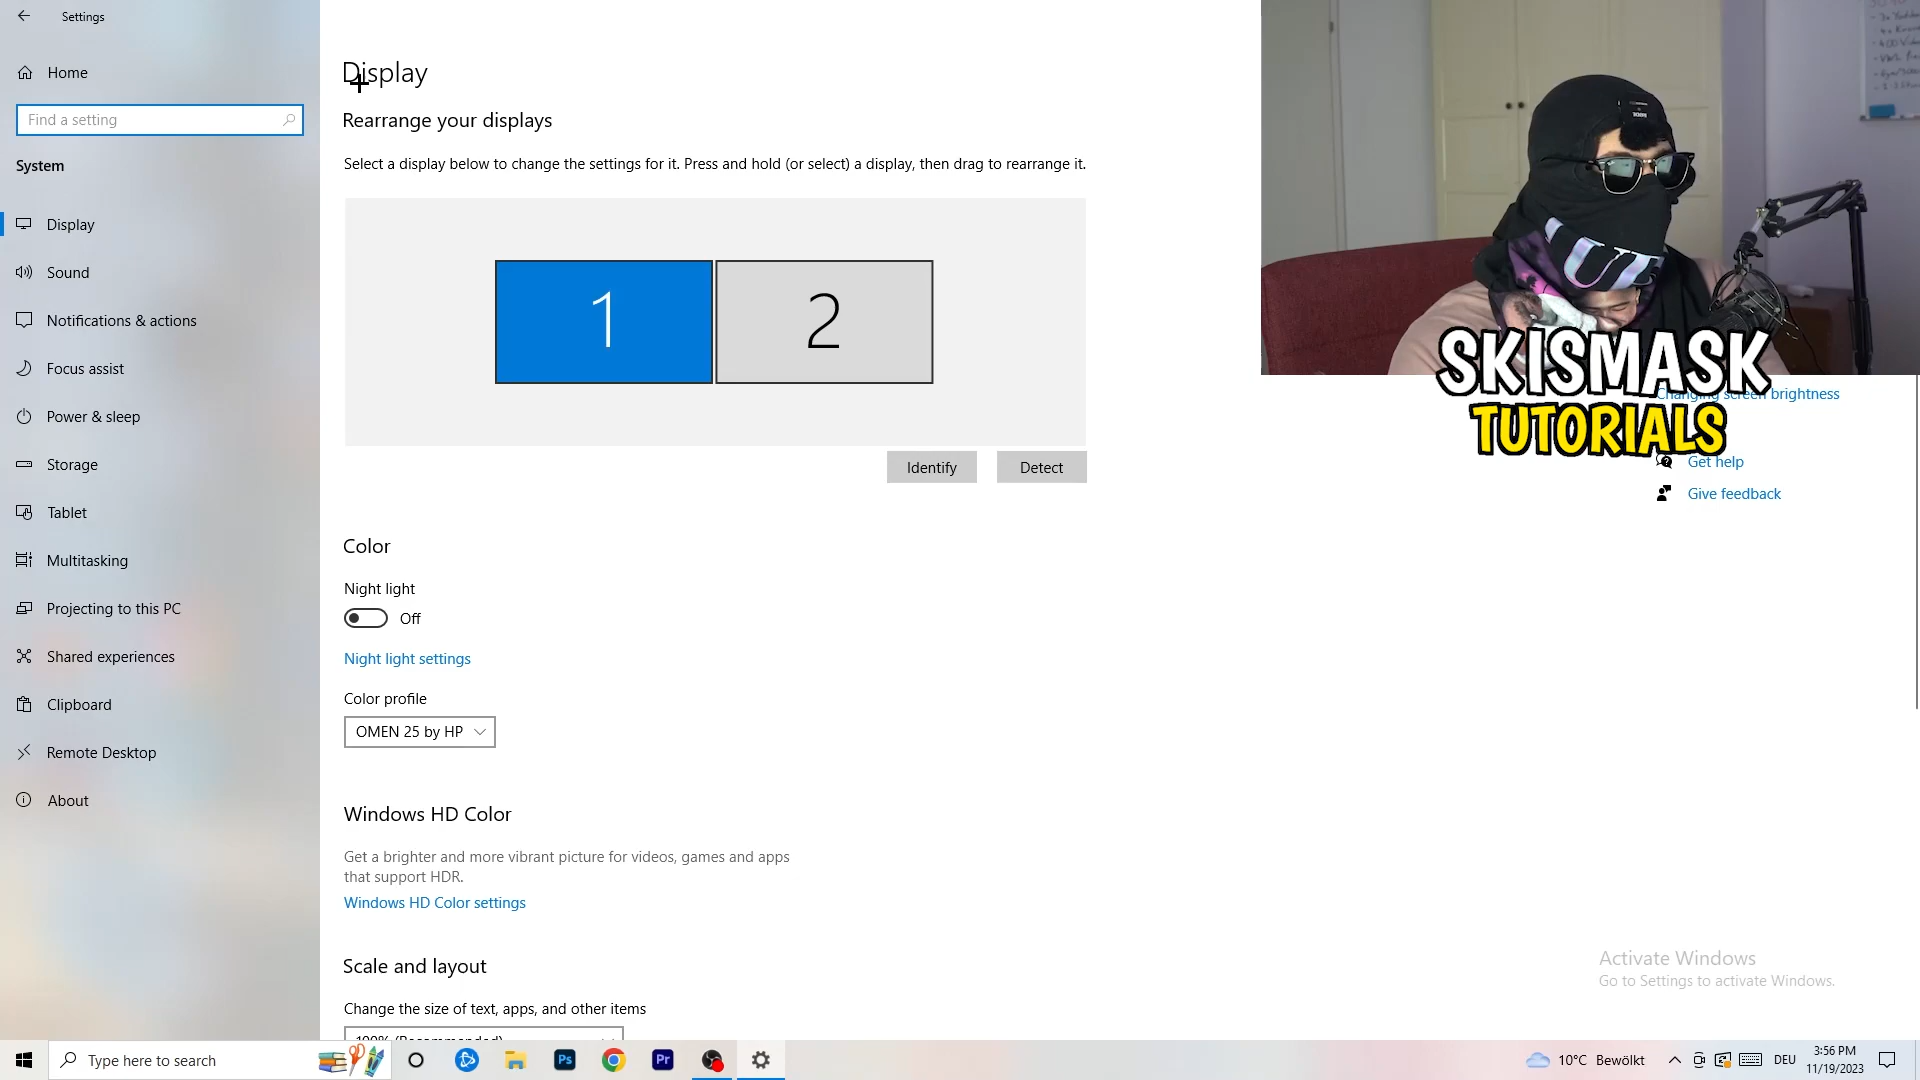 Settings
Home
Find a setting
System
Display
Sound
Notifications & actions
Focus assist
Power & sleep
Storage
Tablet
Multitasking
Projecting to this PC
Shared experiences
Clipboard
Remote Desktop
About
Display
Rearrange your displays
Select a display below to change the settings for it. Press and hold (or select) a display, then drag to rearrange it.
1
2
Identify
Detect
Color
Night light
Off
Night light settings
Color profile
OMEN 25 by HP
Windows HD Color
Get a brighter and more vibrant picture for videos, games and apps
that support HDR.
Windows HD Color settings
Scale and layout
Change the size of text, apps, and other items
100% (Recommended)
SKISMASK
TUTORIALS
Changing screen brightness
Get help
Give feedback
Activate Windows
Go to Settings to activate Windows.
Type here to search
Ps
Pr
10°C Bewölkt
DEU
3:56 PM
11/19/2023